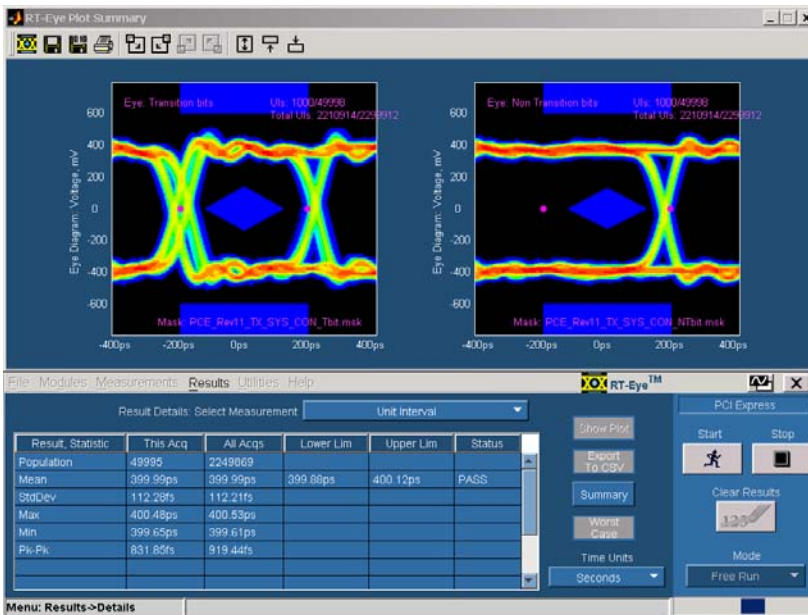 RT-Eye Plot Summary
Eye: Transition bits
UIs: 1000/49998
Total UIs: 2210914/2299912
600
400
200
0
-200
-400
-600
Eye Diagram: Voltage, mV
Mask: PCE_Rev11_TX_SYS_CON_Tbit.msk
-400ps -200ps 0ps 200ps 400ps
Eye: Non Transition bits
UIs: 1000/49998
Total UIs: 2210914/2299912
600
400
200
0
-200
-400
-600
Eye Diagram: Voltage, mV
Mask: PCE_Rev11_TX_SYS_CON_NTbit.msk
-400ps -200ps 0ps 200ps 400ps
File Modules Measurements Results Utilities Help
RT-Eye™
Result Details: Select Measurement Unit Interval
Result, Statistic This Acq All Acqs Lower Lim Upper Lim Status
Population 49995 2249869
Mean 399.99ps 399.99ps 399.88ps 400.12ps PASS
StdDev 112.28fs 112.21fs
Max 400.48ps 400.53ps
Min 399.65ps 399.61ps
Pk-Pk 831.85fs 919.44fs
Show Plot
Export To CSV
Summary
Worst Case
Time Units
Seconds
PCI Express
Start Stop
Clear Results
123
Mode
Free Run
Menu: Results->Details